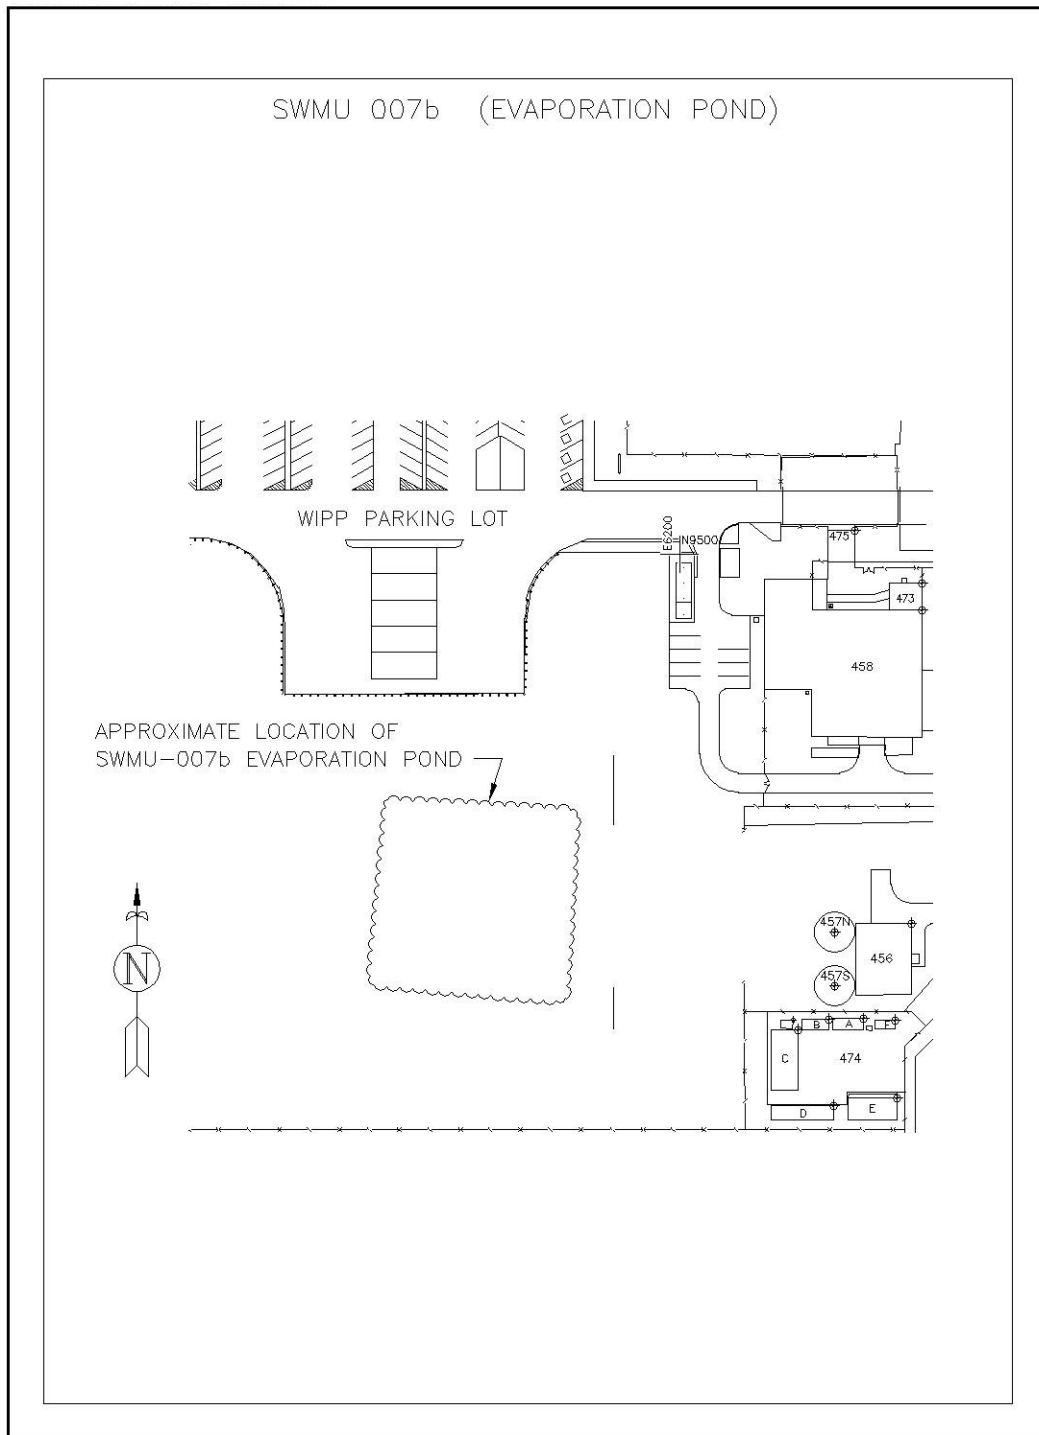 SWMU 007b (EVAPORATION POND)
WIPP PARKING LOT
E6200
N9500
475
473
458
APPROXIMATE LOCATION OF
SWMU-007b EVAPORATION POND
457N
456
457S
N
B
A
F
C
474
D
E